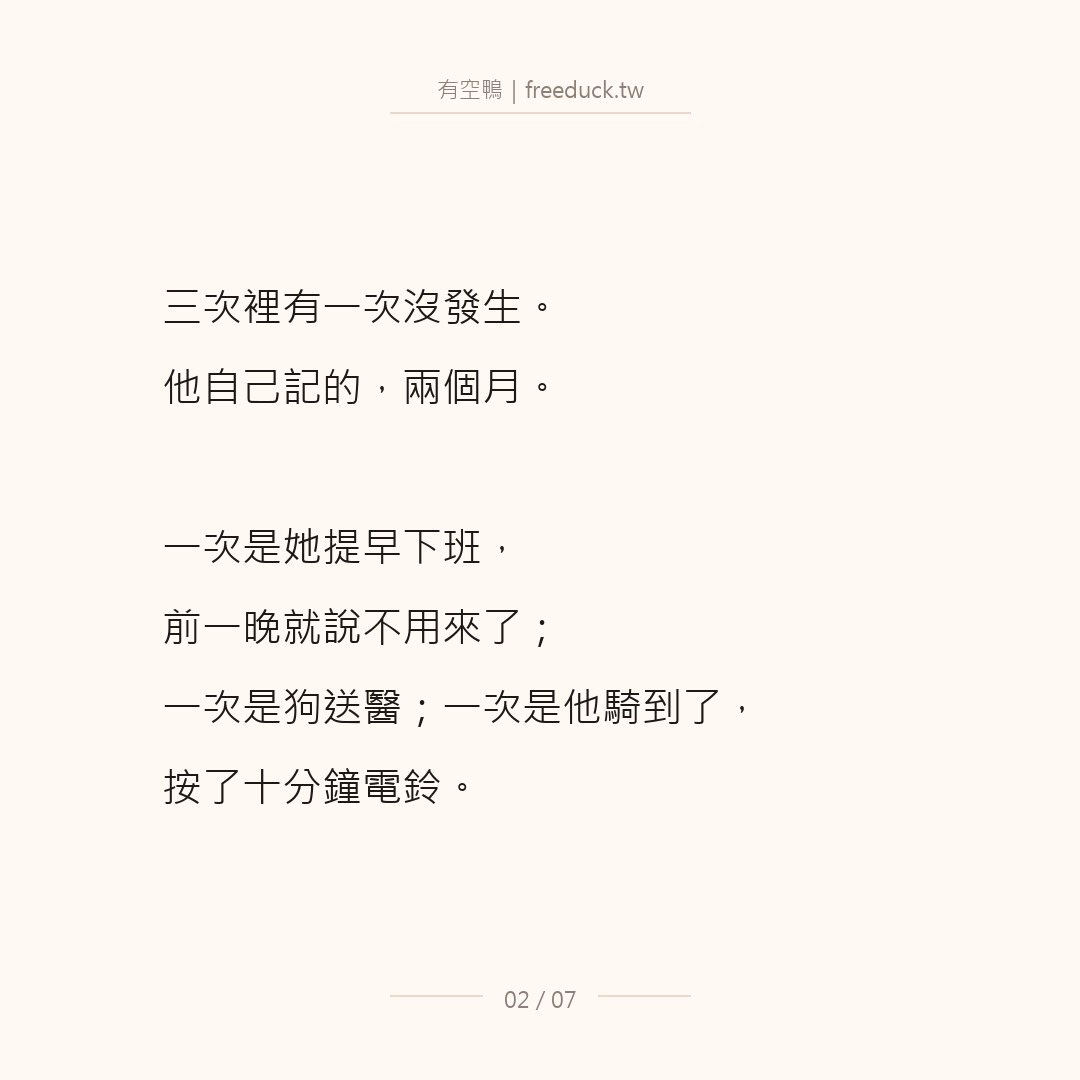 有空鴨｜freeduck.tw
三次裡有一次沒發生。
他自己記的，兩個月。
一次是她提早下班，
前一晚就說不用來了；
一次是狗送醫；一次是他騎到了，
按了十分鐘電鈴。
02 / 07